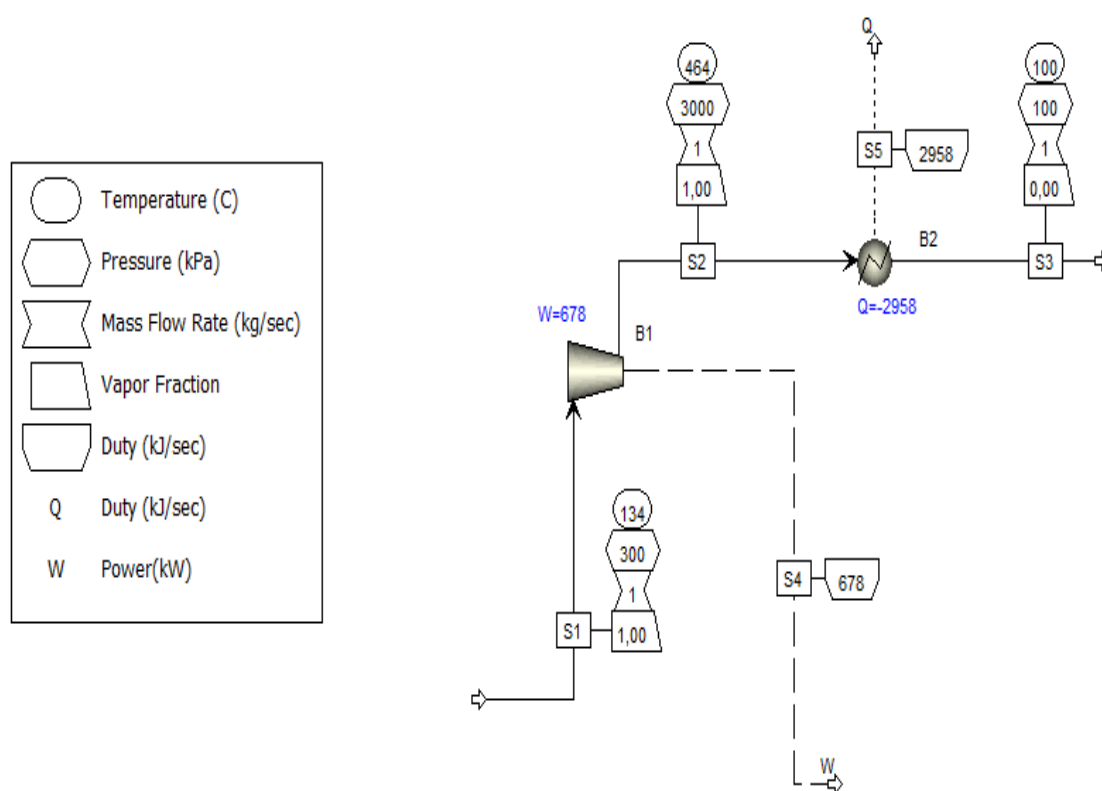 Temperature (C)
Pressure (kPa)
Mass Flow Rate (kg/sec)
Vapor Fraction
Duty (kJ/sec)
Q Duty (kJ/sec)
W Power(kW)
Q
464
3000
1
1,00
S2
S5
2958
100
100
1
0,00
S3
B2
Q=-2958
W=678
B1
134
300
1
1,00
S1
S4
678
W